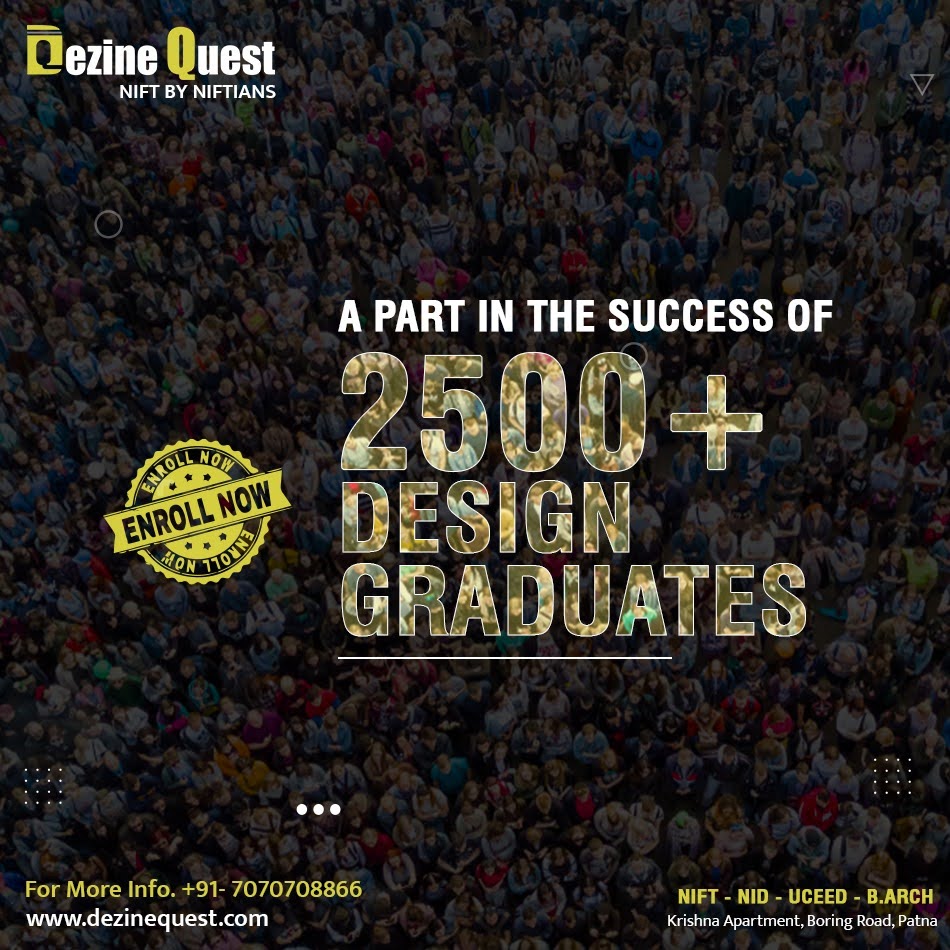 Dezine Quest
NIFT BY NIFTIANS
A PART IN THE SUCCESS OF
2500+
DESIGN
GRADUATES
ENROLL NOW
ENROLL NOW
ENROLL NOW
For More Info. +91- 7070708866
www.dezinequest.com
NIFT - NID - UCEED - B.ARCH
Krishna Apartment, Boring Road, Patna